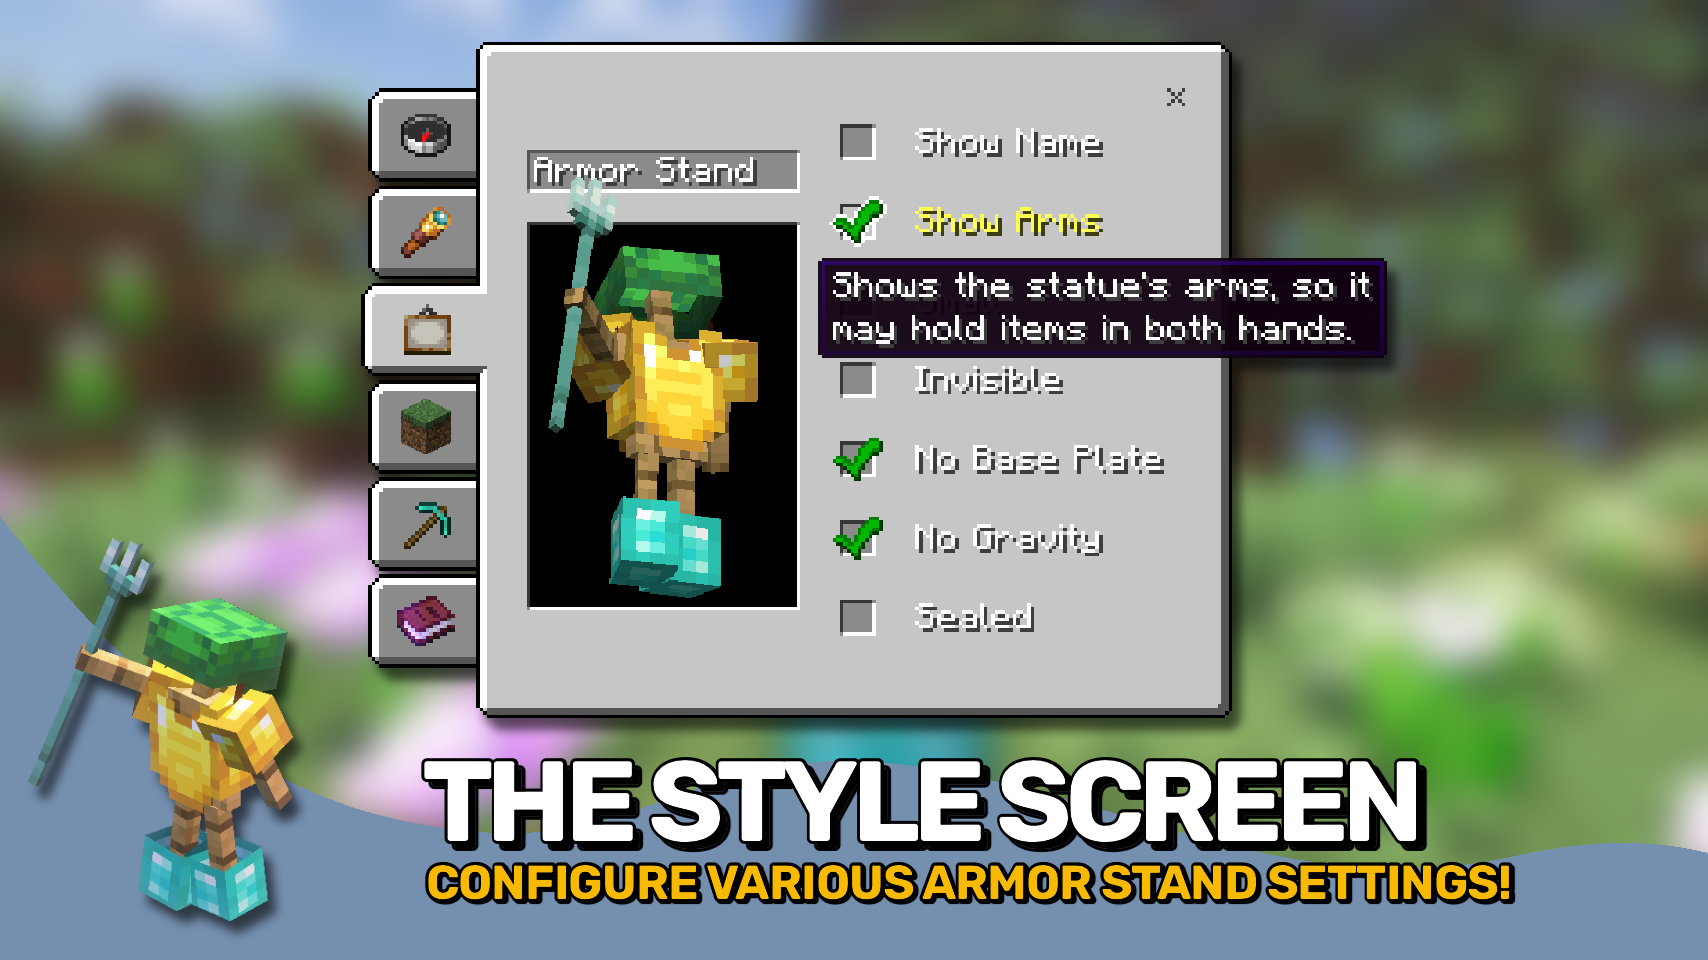 Armor Stand
Show Name
Show Arms
Shows the statue's arms, so it
may hold items in both hands.
Invisible
No Base Plate
No Gravity
Sealed
THE STYLE SCREEN
CONFIGURE VARIOUS ARMOR STAND SETTINGS!